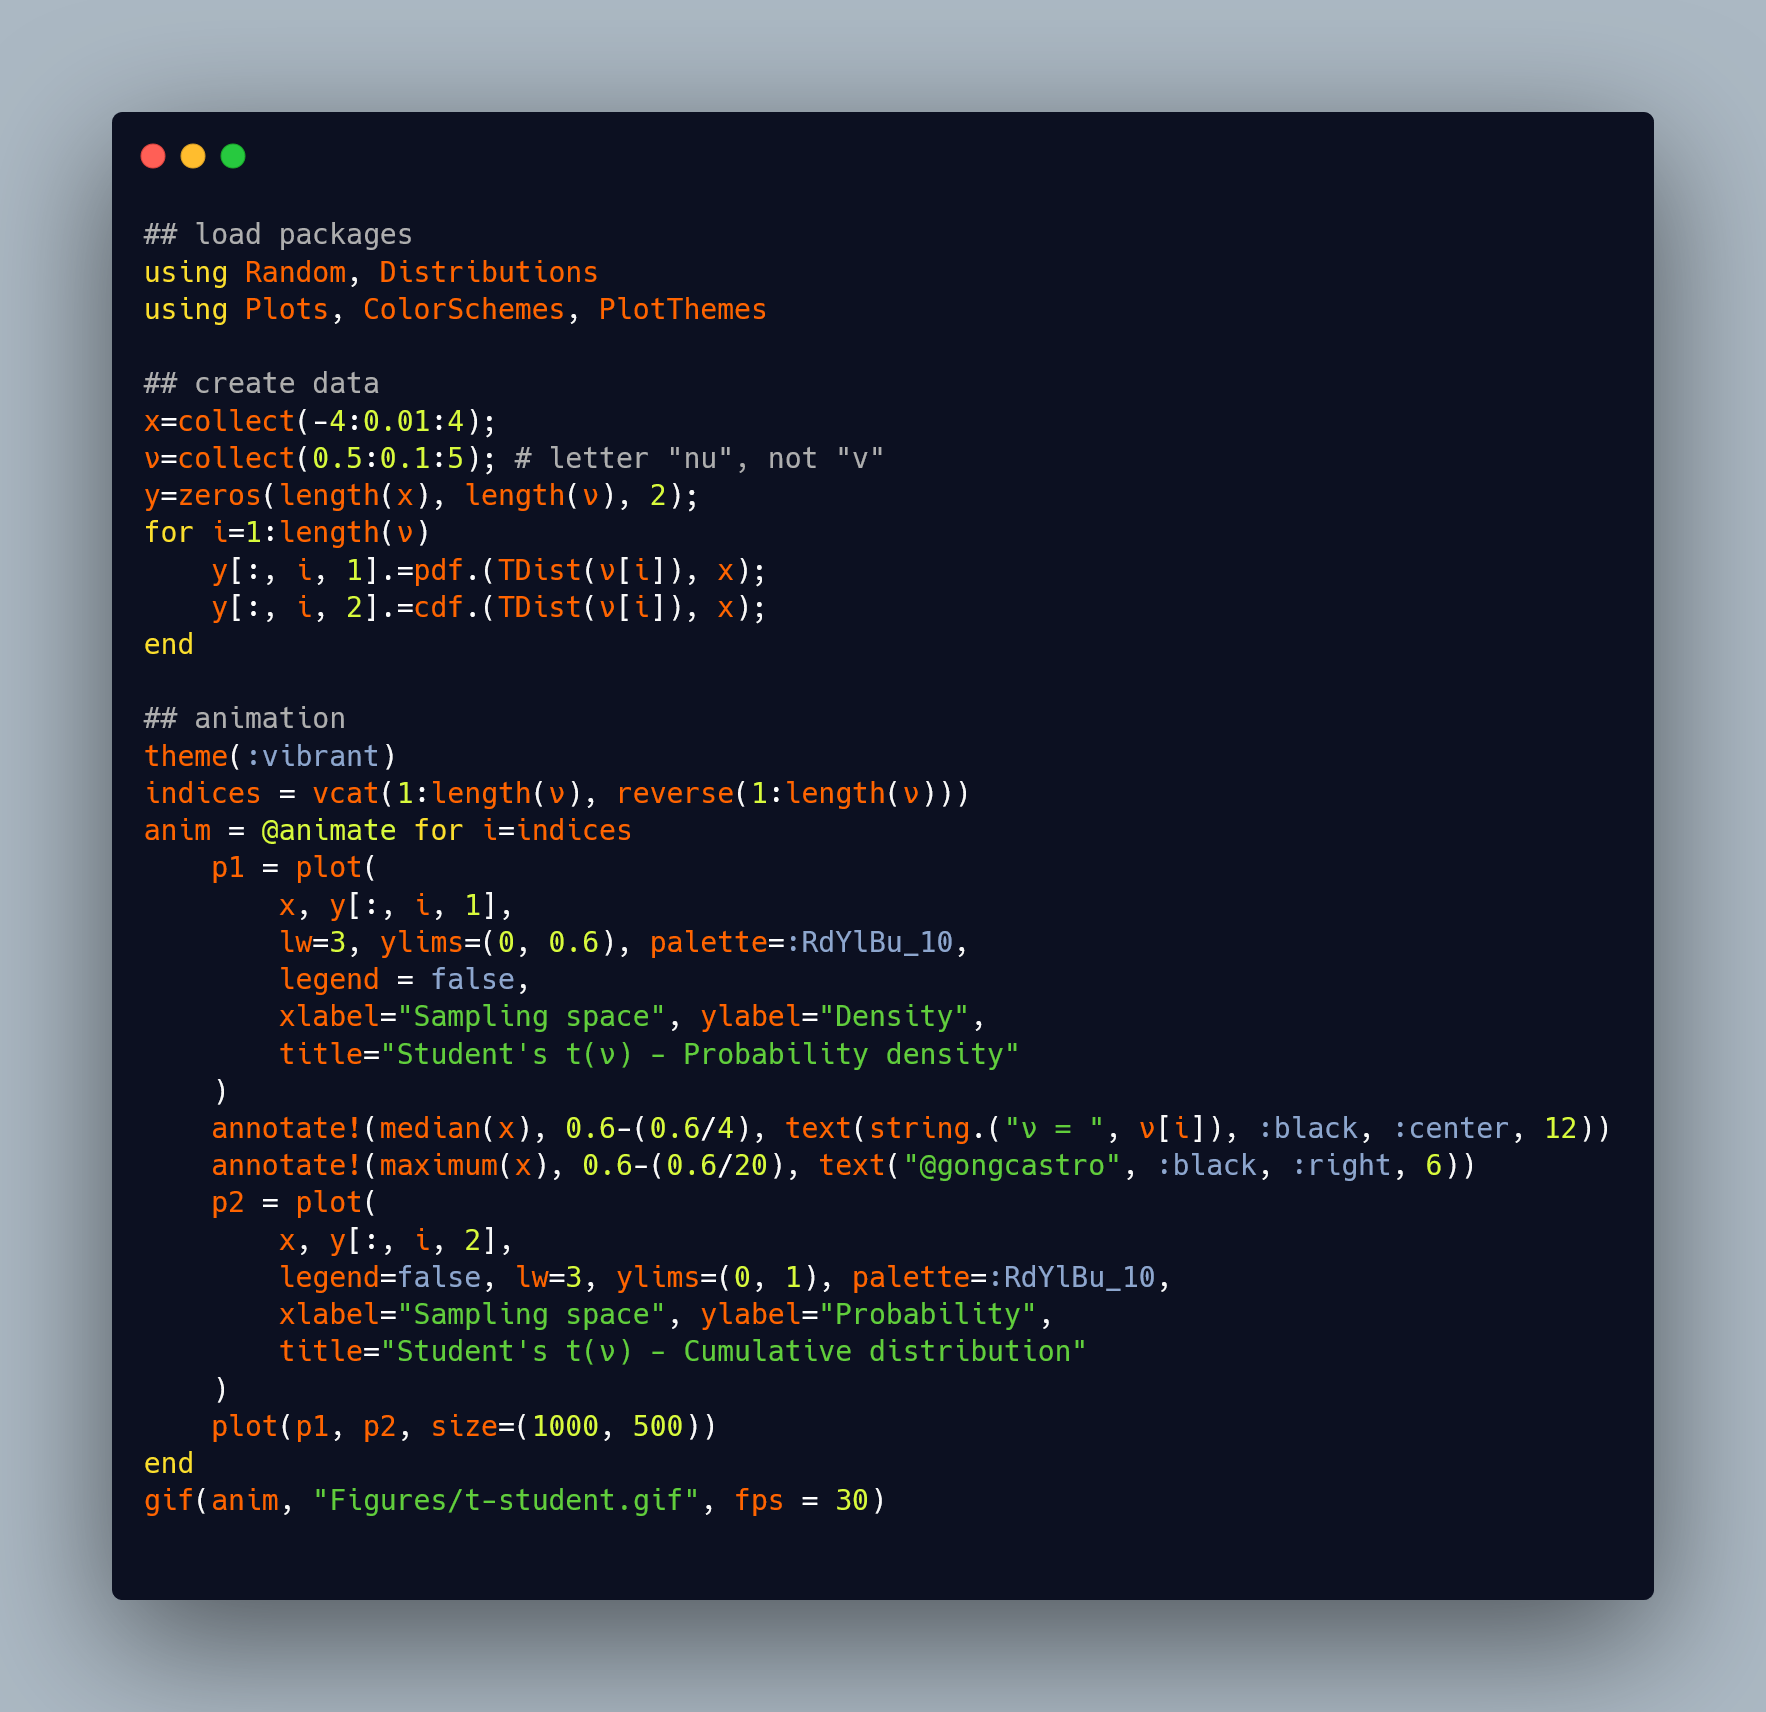 ## load packages
using Random, Distributions
using Plots, ColorSchemes, PlotThemes

## create data
x=collect(-4:0.01:4);
ν=collect(0.5:0.1:5); # letter "nu", not "v"
y=zeros(length(x), length(ν), 2);
for i=1:length(ν)
    y[:, i, 1].=pdf.(TDist(ν[i]), x);
    y[:, i, 2].=cdf.(TDist(ν[i]), x);
end

## animation
theme(:vibrant)
indices = vcat(1:length(ν), reverse(1:length(ν)))
anim = @animate for i=indices
    p1 = plot(
        x, y[:, i, 1],
        lw=3, ylims=(0, 0.6), palette=:RdYlBu_10,
        legend = false,
        xlabel="Sampling space", ylabel="Density",
        title="Student's t(ν) - Probability density"
    )
    annotate!(median(x), 0.6-(0.6/4), text(string.("ν = ", ν[i]), :black, :center, 12))
    annotate!(maximum(x), 0.6-(0.6/20), text("@gongcastro", :black, :right, 6))
    p2 = plot(
        x, y[:, i, 2],
        legend=false, lw=3, ylims=(0, 1), palette=:RdYlBu_10,
        xlabel="Sampling space", ylabel="Probability",
        title="Student's t(ν) - Cumulative distribution"
    )
    plot(p1, p2, size=(1000, 500))
end
gif(anim, "Figures/t-student.gif", fps = 30)